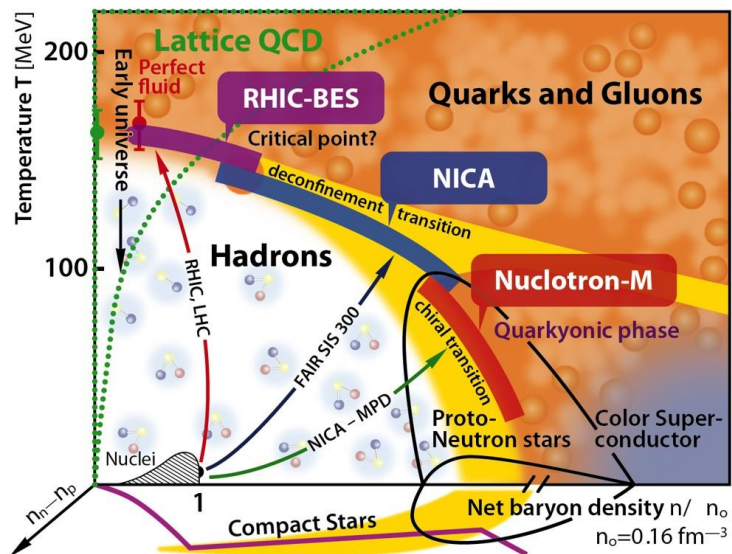 Temperature T [MeV]
200
100
Lattice QCD
Early universe
Perfect
fluid
RHIC-BES
Critical point?
Quarks and Gluons
NICA
deconfinement transition
Hadrons
Nuclotron-M
Quarkyonic phase
chiral transition
RHIC, LHC
FAIR SIS 300
NICA – MPD
Proto-
Neutron stars
Color Super-
conductor
Nuclei
1
nn—np
Net baryon density n/ no
no=0.16 fm—3
Compact Stars